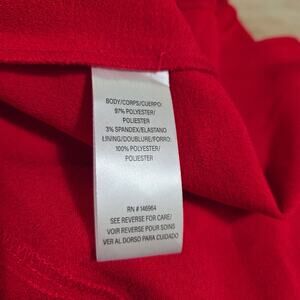 BODY/CORPS/CUERPO:
97% POLYESTER/
POLIESTER
3% SPANDEX/ELASTANO
LINING/DOUBLURE/FORRO:
100% POLYESTER/
POLIESTER
RN #146964
SEE REVERSE FOR CARE/
VOIR REVERSE POUR SOINS
VER AL DORSO PARA CUIDADO